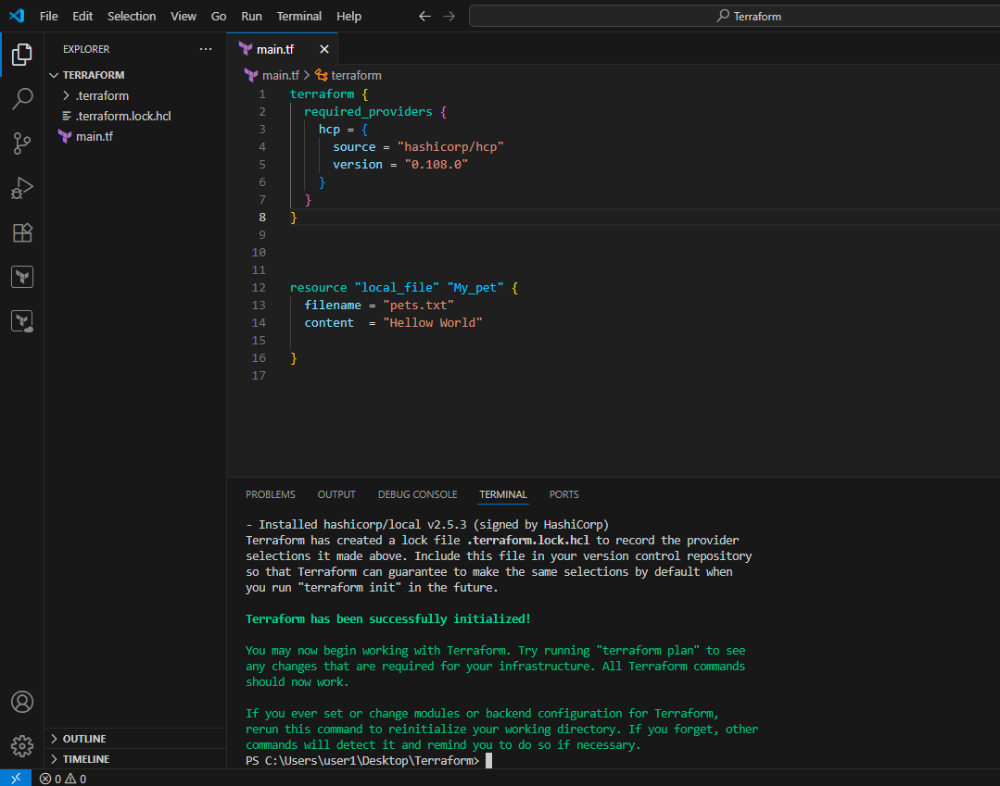 File Edit Selection View Go Run Terminal Help
Terraform
EXPLORER
TERRAFORM
.terraform
.terraform.lock.hcl
main.tf
OUTLINE
TIMELINE
main.tf
main.tf > terraform
1 terraform {
2 required_providers {
3 hcp = {
4 source = "hashicorp/hcp"
5 version = "0.108.0"
6 }
7 }
8 }
9
10
11
12 resource "local_file" "My_pet" {
13 filename = "pets.txt"
14 content = "Hellow World"
15
16 }
17
PROBLEMS OUTPUT DEBUG CONSOLE TERMINAL PORTS
- Installed hashicorp/local v2.5.3 (signed by HashiCorp)
Terraform has created a lock file .terraform.lock.hcl to record the provider
selections it made above. Include this file in your version control repository
so that Terraform can guarantee to make the same selections by default when
you run "terraform init" in the future.
Terraform has been successfully initialized!
You may now begin working with Terraform. Try running "terraform plan" to see
any changes that are required for your infrastructure. All Terraform commands
should now work.
If you ever set or change modules or backend configuration for Terraform,
rerun this command to reinitialize your working directory. If you forget, other
commands will detect it and remind you to do so if necessary.
PS C:\Users\user1\Desktop\Terraform>
0 0